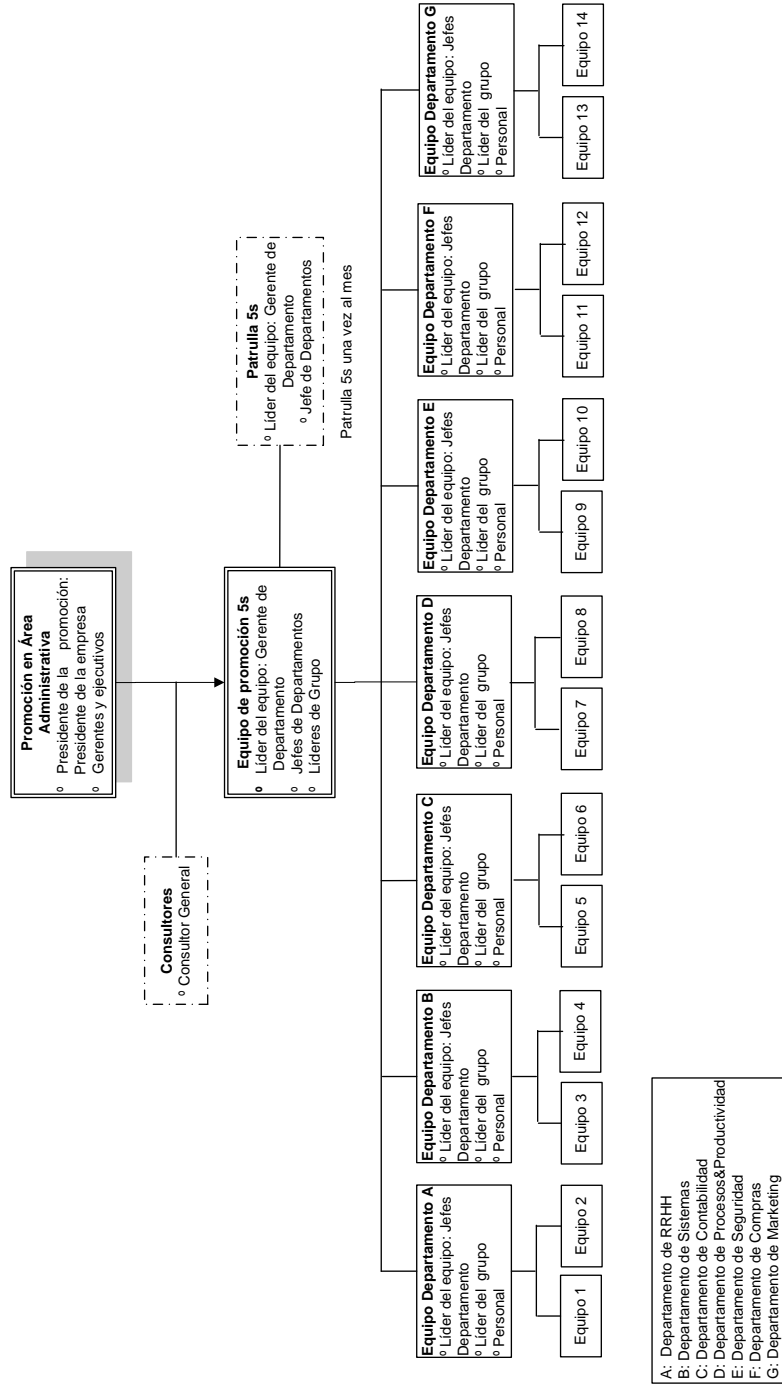 Promoción en Área
Administrativa
º Presidente de la promoción:
Presidente de la empresa
º Gerentes y ejecutivos
Consultores
º Consultor General
Equipo de promoción 5s
º Líder del equipo: Gerente de
Departamento
º Jefes de Departamentos
º Líderes de Grupo
Patrulla 5s
º Líder del equipo: Gerente de
Departamento
º Jefe de Departamentos
Patrulla 5s una vez al mes
Equipo Departamento A
º Líder del equipo: Jefes
Departamento
º Líder del grupo
º Personal
Equipo Departamento B
º Líder del equipo: Jefes
Departamento
º Líder del grupo
º Personal
Equipo Departamento C
º Líder del equipo: Jefes
Departamento
º Líder del grupo
º Personal
Equipo Departamento D
º Líder del equipo: Jefes
Departamento
º Líder del grupo
º Personal
Equipo Departamento E
º Líder del equipo: Jefes
Departamento
º Líder del grupo
º Personal
Equipo Departamento F
º Líder del equipo: Jefes
Departamento
º Líder del grupo
º Personal
Equipo Departamento G
º Líder del equipo: Jefes
Departamento
º Líder del grupo
º Personal
Equipo 1
Equipo 2
Equipo 3
Equipo 4
Equipo 5
Equipo 6
Equipo 7
Equipo 8
Equipo 9
Equipo 10
Equipo 11
Equipo 12
Equipo 13
Equipo 14
A: Departamento de RRHH
B: Departamento de Sistemas
C: Departamento de Contabilidad
D: Departamento de Procesos&Productividad
E: Departamento de Seguridad
F: Departamento de Compras
G: Departamento de Marketing